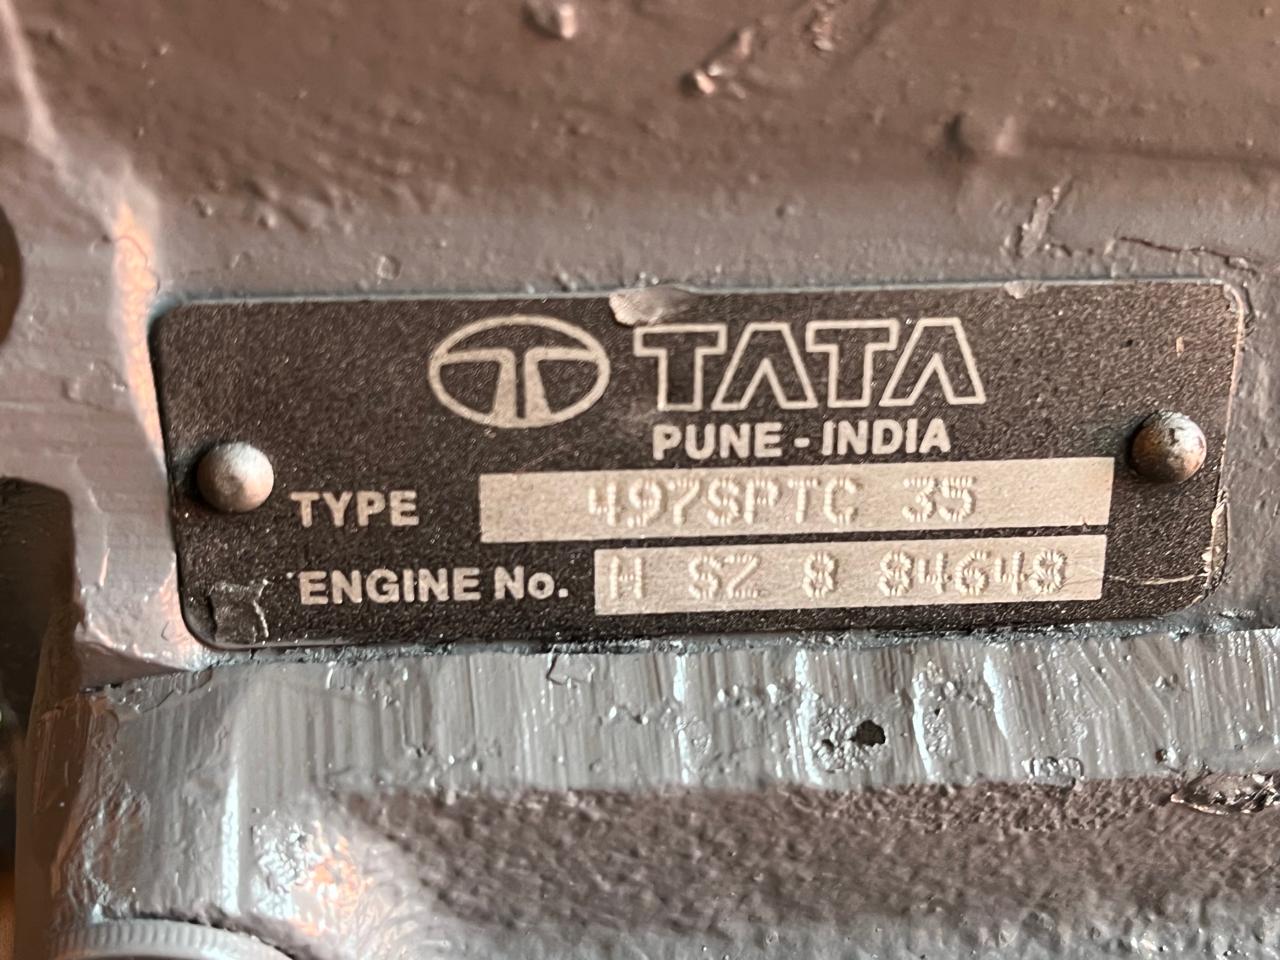 TATA
PUNE - INDIA
TYPE 497SPTC 35
ENGINE No. H SZ 8 84648